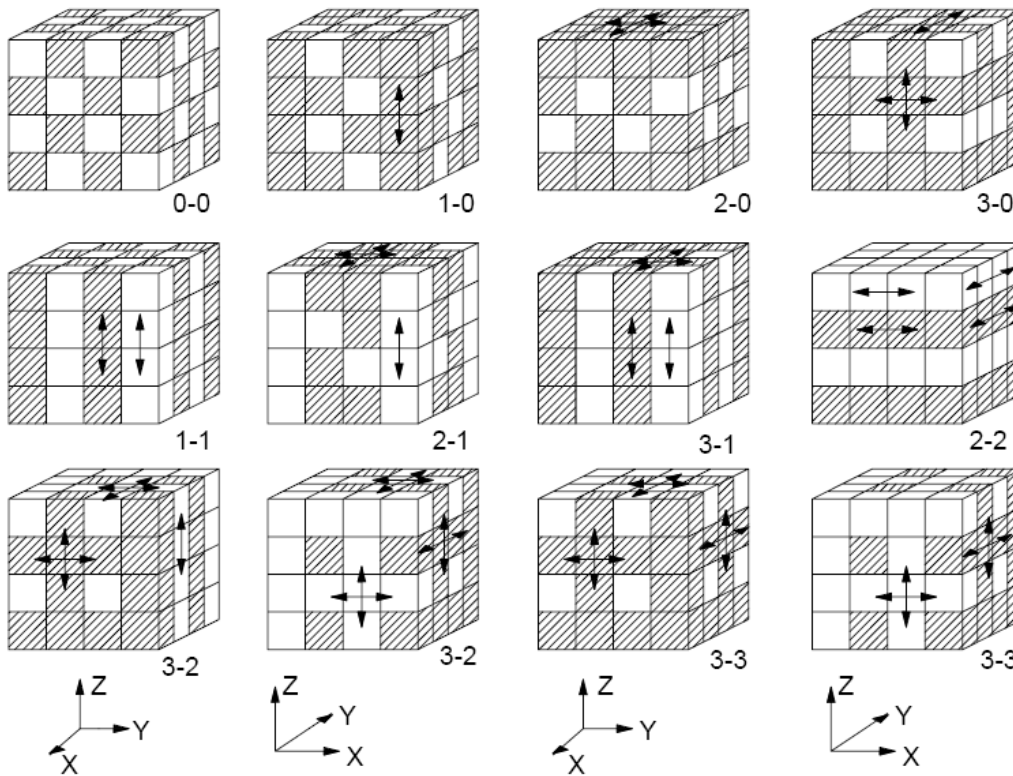 0-0 1-0 2-0 3-0
1-1 2-1 3-1 2-2
3-2 3-2 3-3 3-3
Z Z Z Z
Y Y Y Y
X X X X